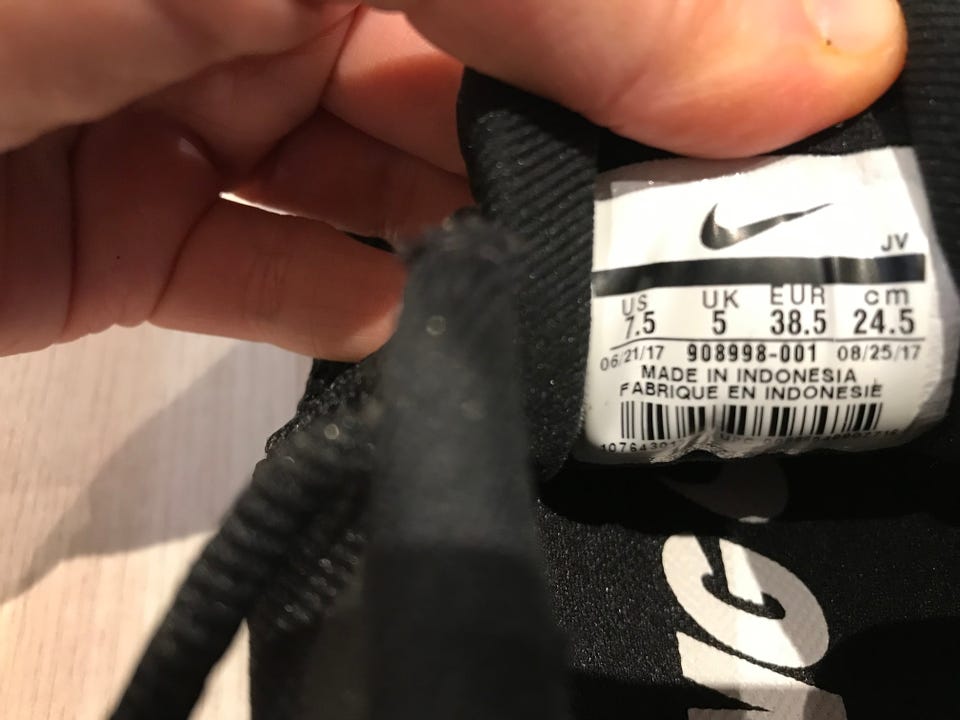 JV
US UK EUR cm
7.5 5 38.5 24.5
06/21/17 908998-001 08/25/17
MADE IN INDONESIA
FABRIQUE EN INDONESIE